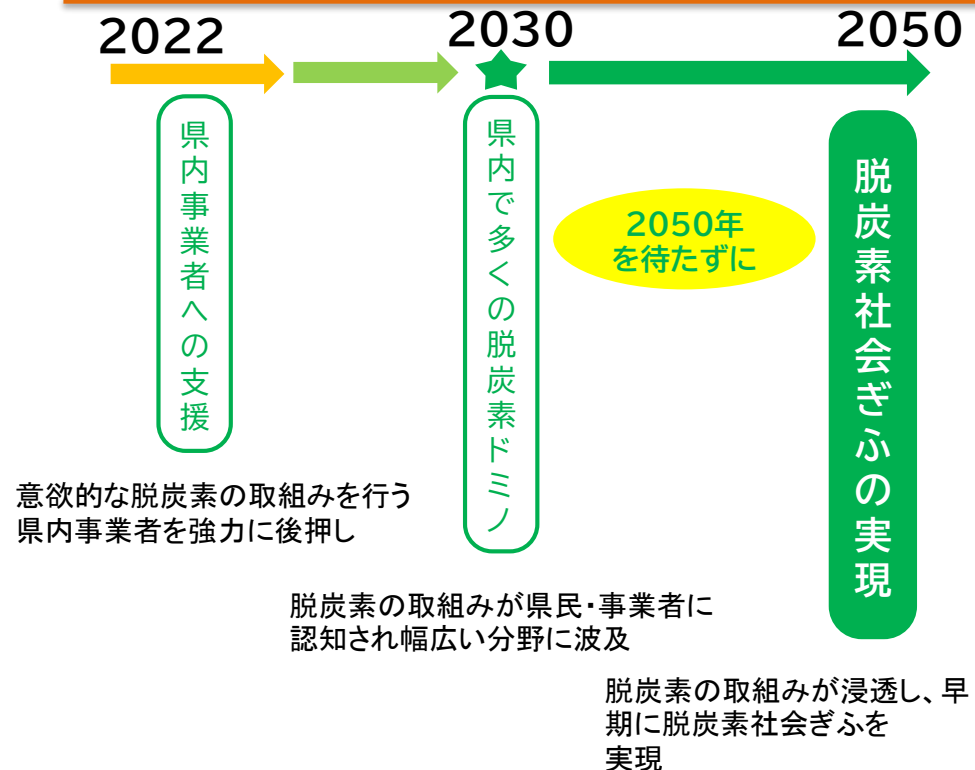 2022
2030
2050
県内事業者への支援
県内で多くの脱炭素ドミノ
2050年
を待たずに
脱炭素社会ぎふの実現
意欲的な脱炭素の取組みを行う
県内事業者を強力に後押し
脱炭素の取組みが県民・事業者に
認知され幅広い分野に波及
脱炭素の取組みが浸透し、早
期に脱炭素社会ぎふを
実現